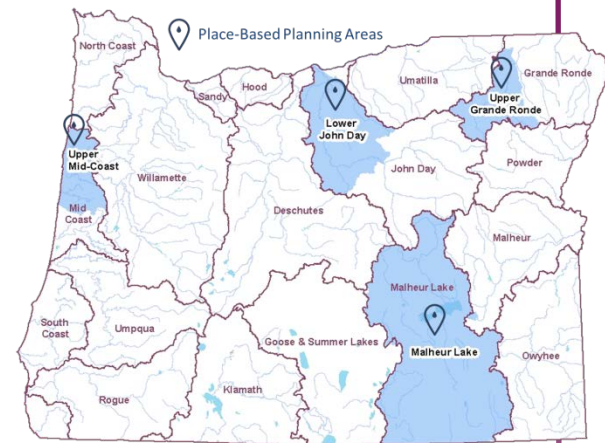 Place-Based Planning Areas
North Coast
Sandy
Hood
Umatilla
Grande Ronde
Upper
Grande Ronde
Lower
John Day
Upper
Mid-Coast
Willamette
John Day
Powder
Mid
Coast
Deschutes
Malheur
Malheur Lake
South
Coast
Umpqua
Goose & Summer Lakes
Malheur Lake
Owyhee
Rogue
Klamath